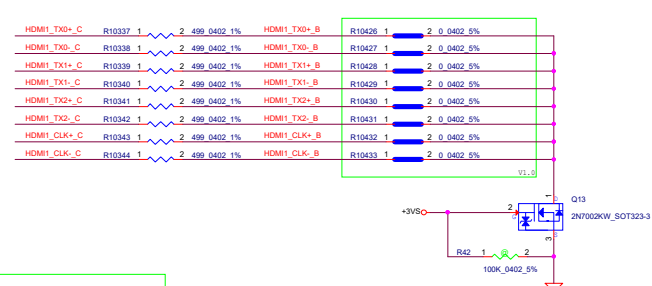 HDMI1_TX0+_C R10337 1 2 499_0402_1% HDMI1_TX0+_B R10426 1 2 0_0402_5%
HDMI1_TX0-_C R10338 1 2 499_0402_1% HDMI1_TX0-_B R10427 1 2 0_0402_5%
HDMI1_TX1+_C R10339 1 2 499_0402_1% HDMI1_TX1+_B R10428 1 2 0_0402_5%
HDMI1_TX1-_C R10340 1 2 499_0402_1% HDMI1_TX1-_B R10429 1 2 0_0402_5%
HDMI1_TX2+_C R10341 1 2 499_0402_1% HDMI1_TX2+_B R10430 1 2 0_0402_5%
HDMI1_TX2-_C R10342 1 2 499_0402_1% HDMI1_TX2-_B R10431 1 2 0_0402_5%
HDMI1_CLK+_C R10343 1 2 499_0402_1% HDMI1_CLK+_B R10432 1 2 0_0402_5%
HDMI1_CLK-_C R10344 1 2 499_0402_1% HDMI1_CLK-_B R10433 1 2 0_0402_5%
V1.0
1 Q13
+3VS 2 2N7002KW_SOT323-3
3
R42 1 @ 2
100K_0402_5%